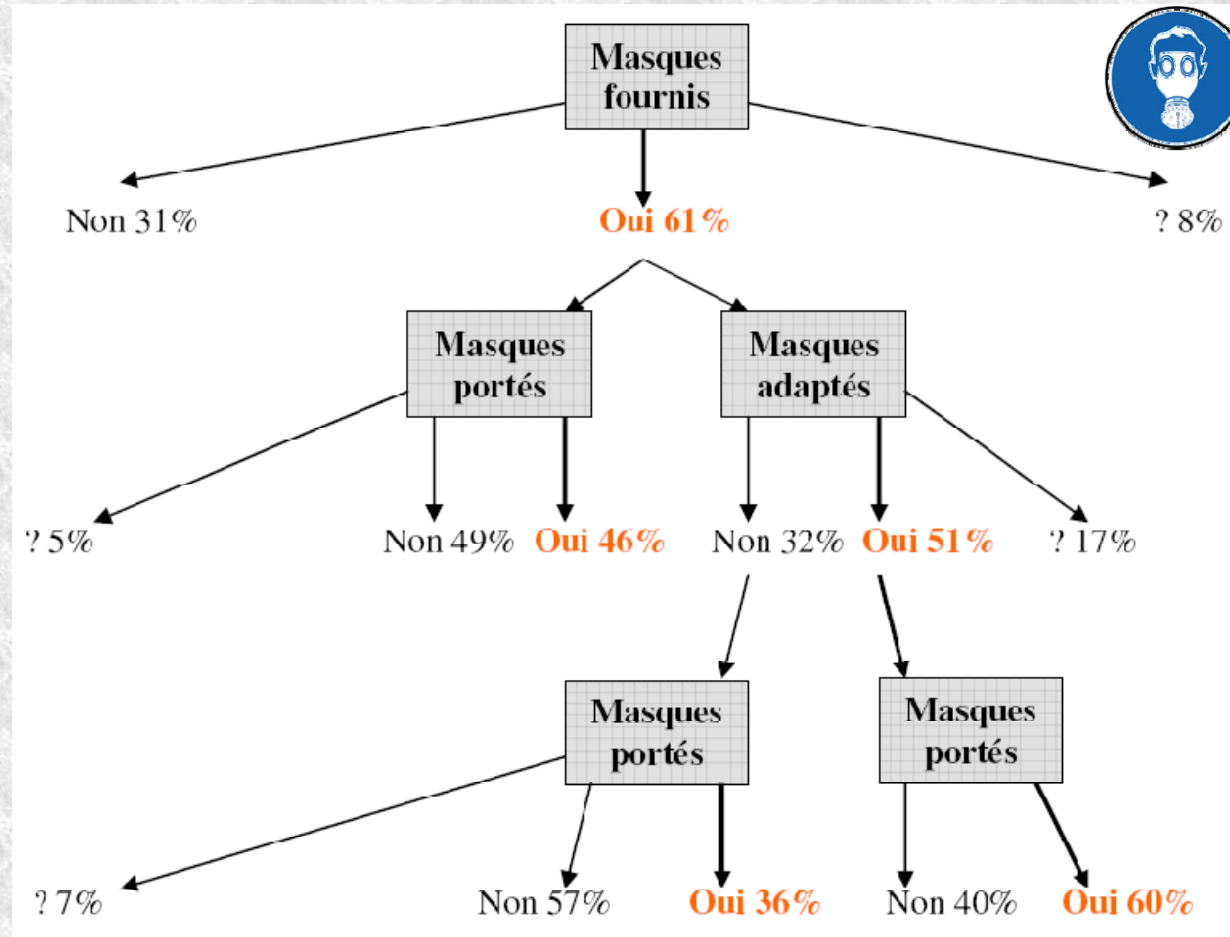 Masques
fournis
Non 31%
Oui 61%
? 8%
Masques
portés
Masques
adaptés
? 5%
Non 49%
Oui 46%
Non 32%
Oui 51%
? 17%
Masques
portés
Masques
portés
? 7%
Non 57%
Oui 36%
Non 40%
Oui 60%